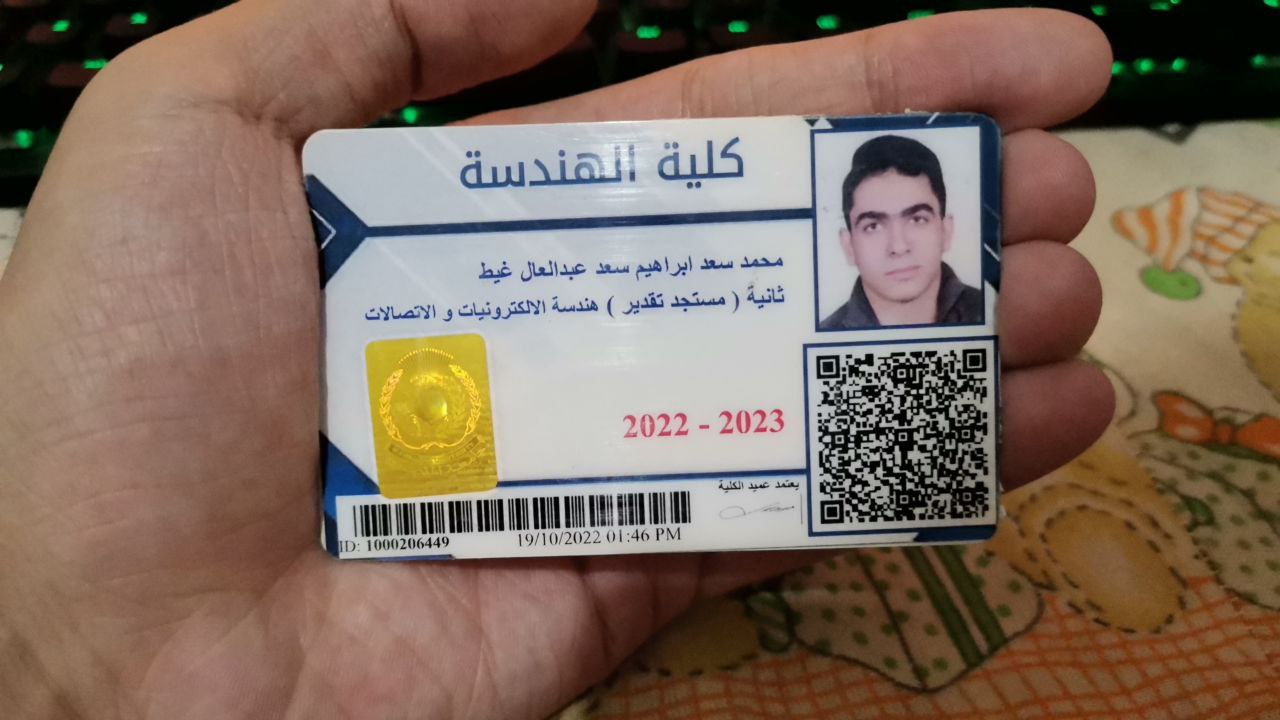 كلية الهندسة
محمد سعد ابراهيم سعد عبدالعال غيط
ثانية ( مستجد تقدير ) هندسة الالكترونيات و الاتصالات
2022 - 2023
يعتمد عميد الكلية
ID: 1000206449
19/10/2022 01:46 PM